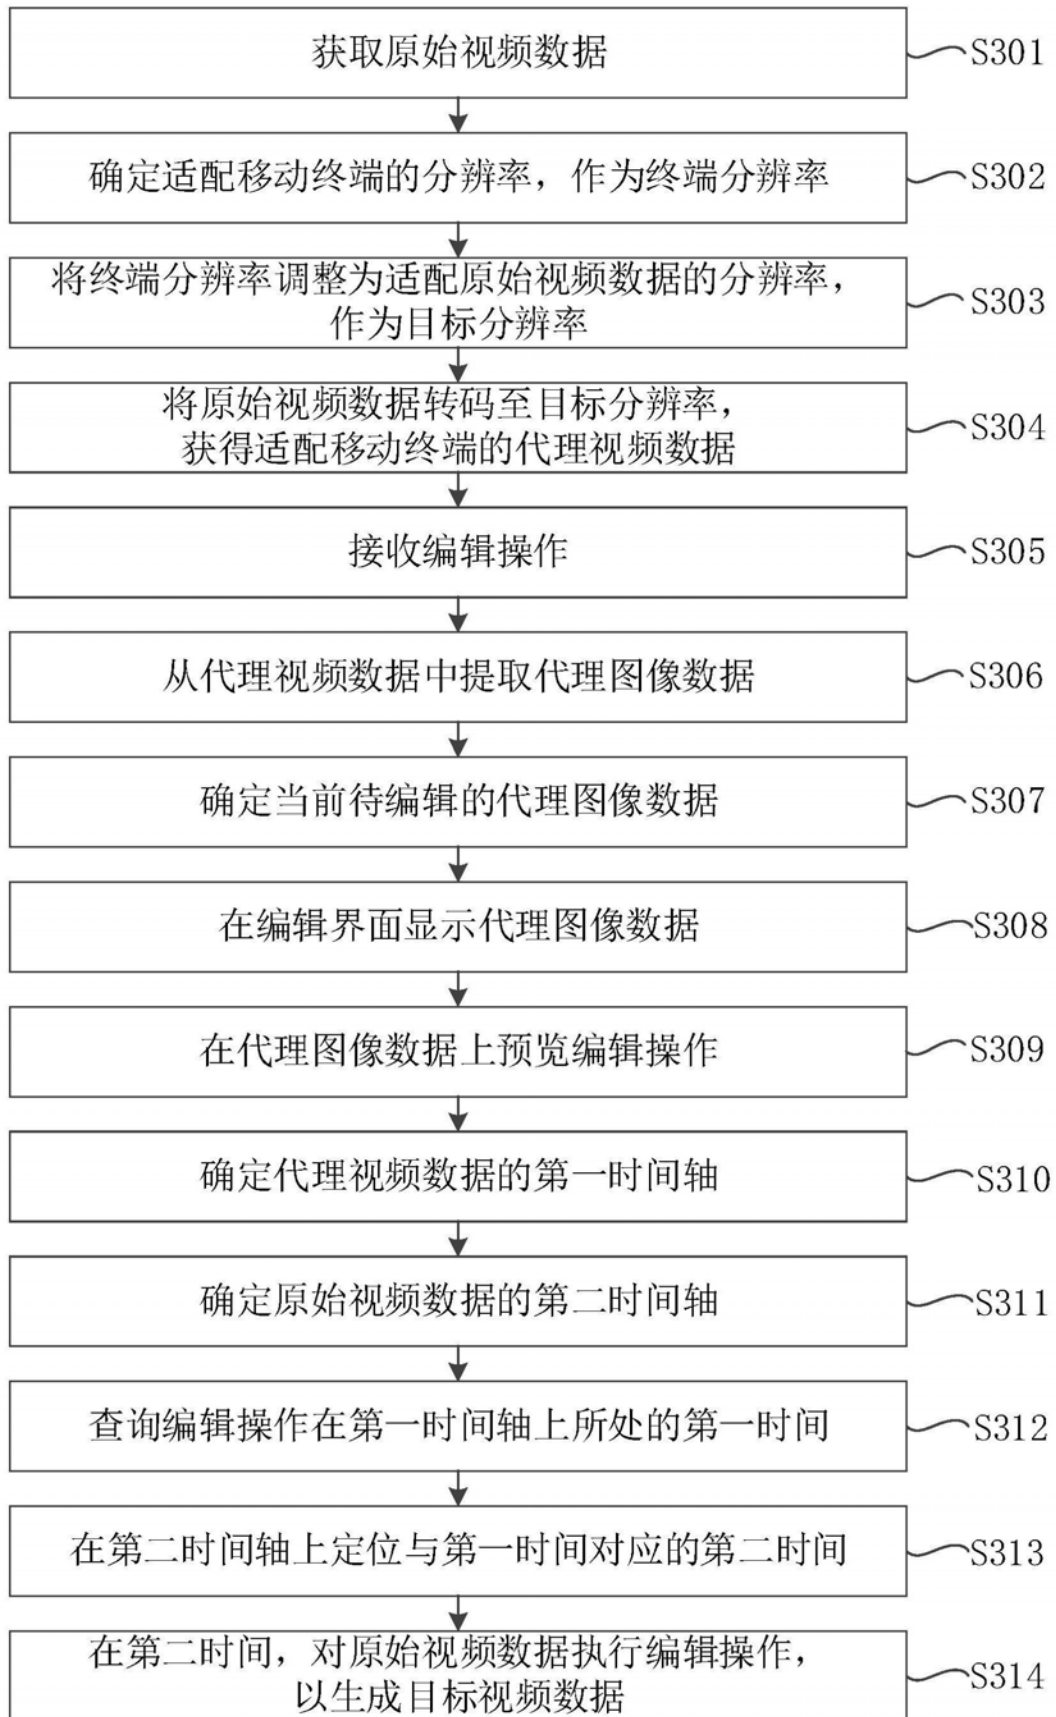 获取原始视频数据
S301
确定适配移动终端的分辨率，作为终端分辨率
S302
将终端分辨率调整为适配原始视频数据的分辨率，
作为目标分辨率
S303
将原始视频数据转码至目标分辨率，
获得适配移动终端的代理视频数据
S304
接收编辑操作
S305
从代理视频数据中提取代理图像数据
S306
确定当前待编辑的代理图像数据
S307
在编辑界面显示代理图像数据
S308
在代理图像数据上预览编辑操作
S309
确定代理视频数据的第一时间轴
S310
确定原始视频数据的第二时间轴
S311
查询编辑操作在第一时间轴上所处的第一时间
S312
在第二时间轴上定位与第一时间对应的第二时间
S313
在第二时间，对原始视频数据执行编辑操作，
以生成目标视频数据
S314